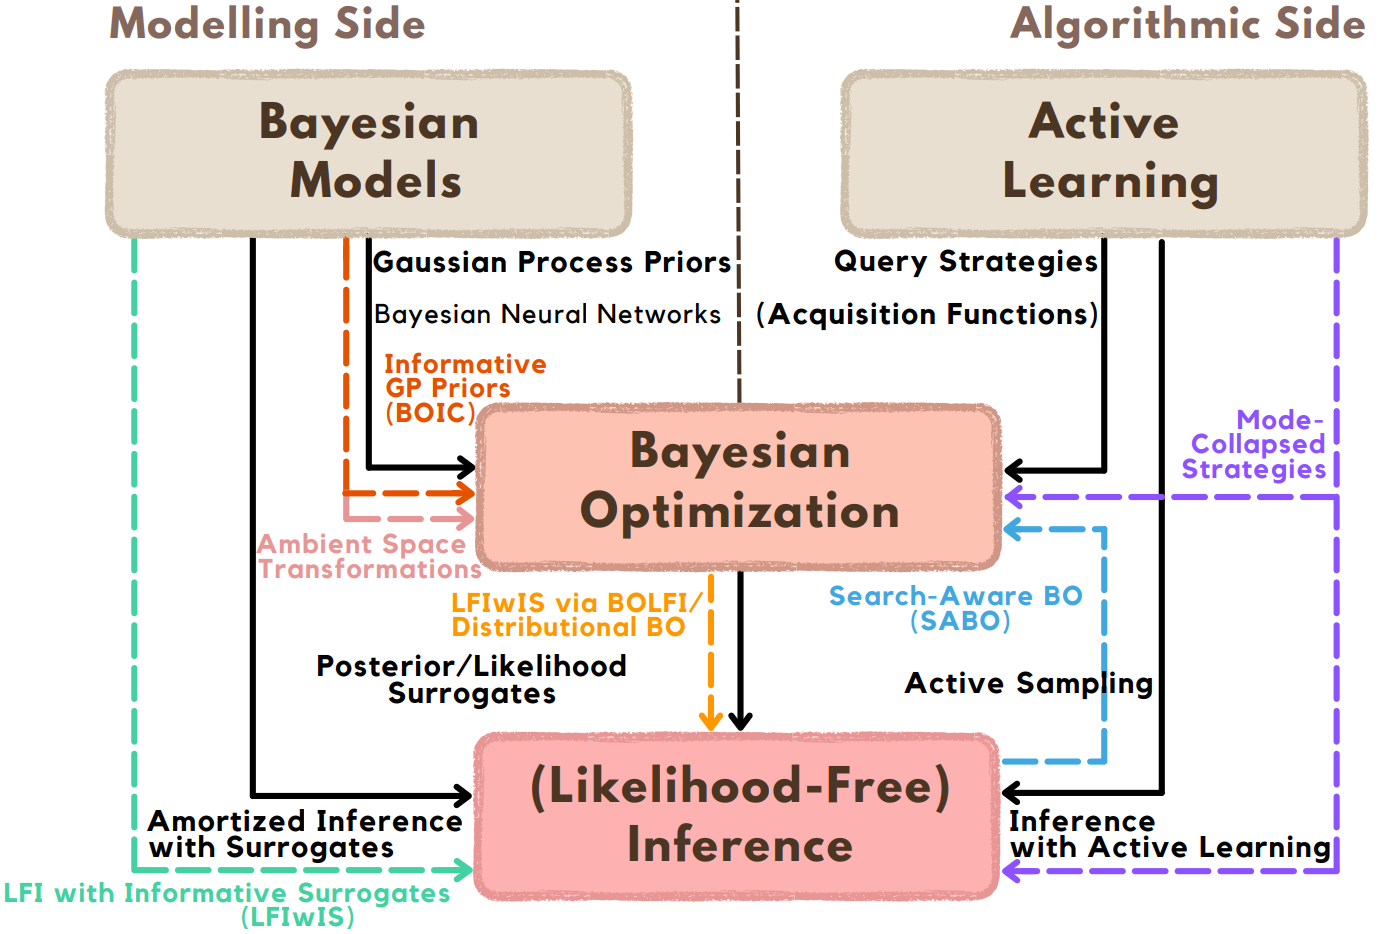 Modelling Side
Algorithmic Side
Bayesian
Models
Active
Learning
Gaussian Process Priors
Query Strategies
Bayesian Neural Networks
(Acquisition Functions)
Informative
GP Priors
(BOIC)
Mode-
Collapsed
Strategies
Bayesian
Optimization
Ambient Space
Transformations
LFIwIS via BOLFI/
Distributional BO
Search-Aware BO
(SABO)
Posterior/Likelihood
Surrogates
Active Sampling
(Likelihood-Free)
Inference
Amortized Inference
with Surrogates
Inference
with Active Learning
LFI with Informative Surrogates
(LFIwIS)